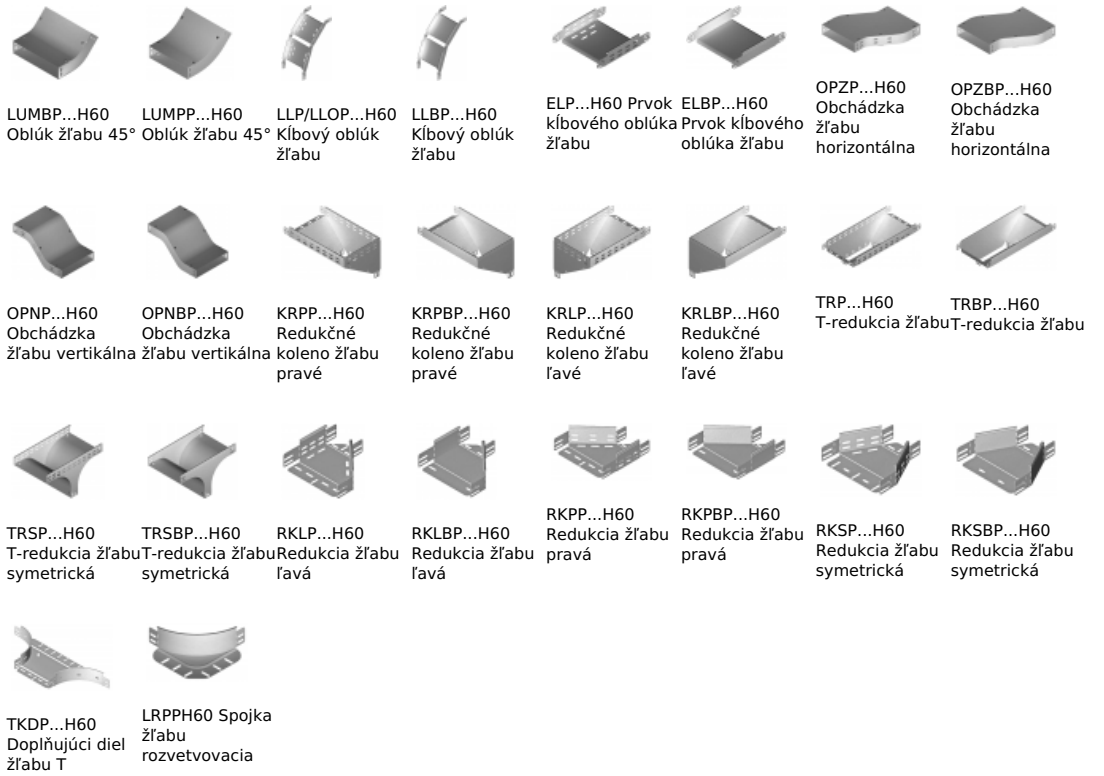 LUMBP...H60
Oblúk žľabu 45°
LUMPP...H60
Oblúk žľabu 45°
LLP/LLOP...H60
Kĺbový oblúk
žľabu
LLBP...H60
Kĺbový oblúk
žľabu
ELP...H60 Prvok
kĺbového oblúka
žľabu
ELBP...H60
Prvok kĺbového
oblúka žľabu
OPZP...H60
Obchádzka
žľabu
horizontálna
OPZBP...H60
Obchádzka
žľabu
horizontálna
OPNP...H60
Obchádzka
žľabu vertikálna
OPNBP...H60
Obchádzka
žľabu vertikálna
KRPP...H60
Redukčné
koleno žľabu
pravé
KRPBP...H60
Redukčné
koleno žľabu
pravé
KRLP...H60
Redukčné
koleno žľabu
ľavé
KRLBP...H60
Redukčné
koleno žľabu
ľavé
TRP...H60
T-redukcia žľabu
TRBP...H60
T-redukcia žľabu
TRSP...H60
T-redukcia žľabu
symetrická
TRSBP...H60
T-redukcia žľabu
symetrická
RKLP...H60
Redukcia žľabu
ľavá
RKLBP...H60
Redukcia žľabu
ľavá
RKPP...H60
Redukcia žľabu
pravá
RKPBP...H60
Redukcia žľabu
pravá
RKSP...H60
Redukcia žľabu
symetrická
RKSBP...H60
Redukcia žľabu
symetrická
TKDP...H60
Doplňujúci diel
žľabu T
LRPPH60 Spojka
žľabu
rozvetvovacia